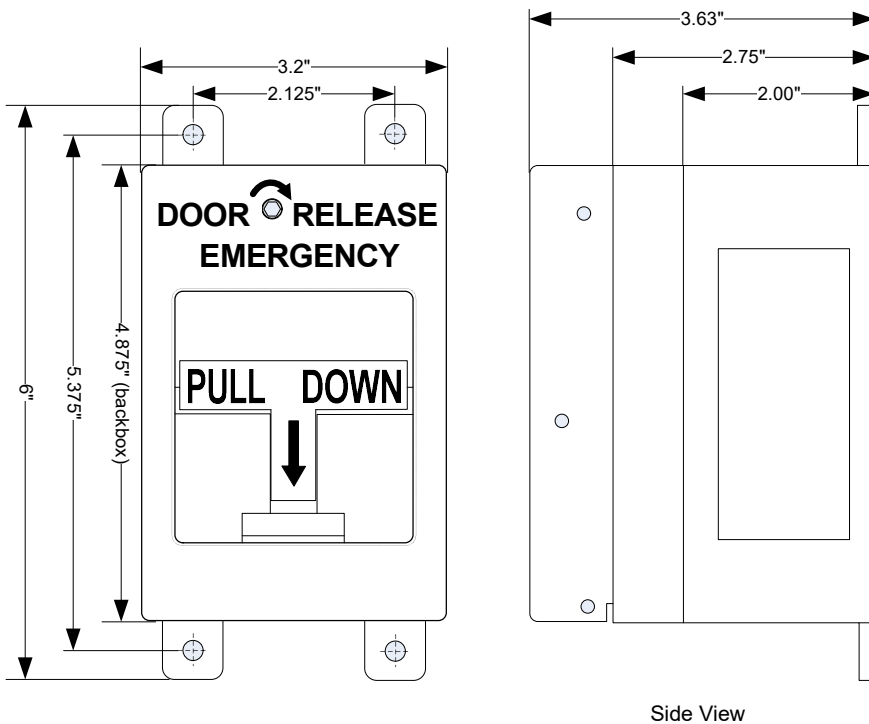 3.63"
3.2"
2.75"
2.125"
2.00"
DOOR RELEASE
EMERGENCY
4.875" (backbox)
5.375"
6"
PULL DOWN
Side View